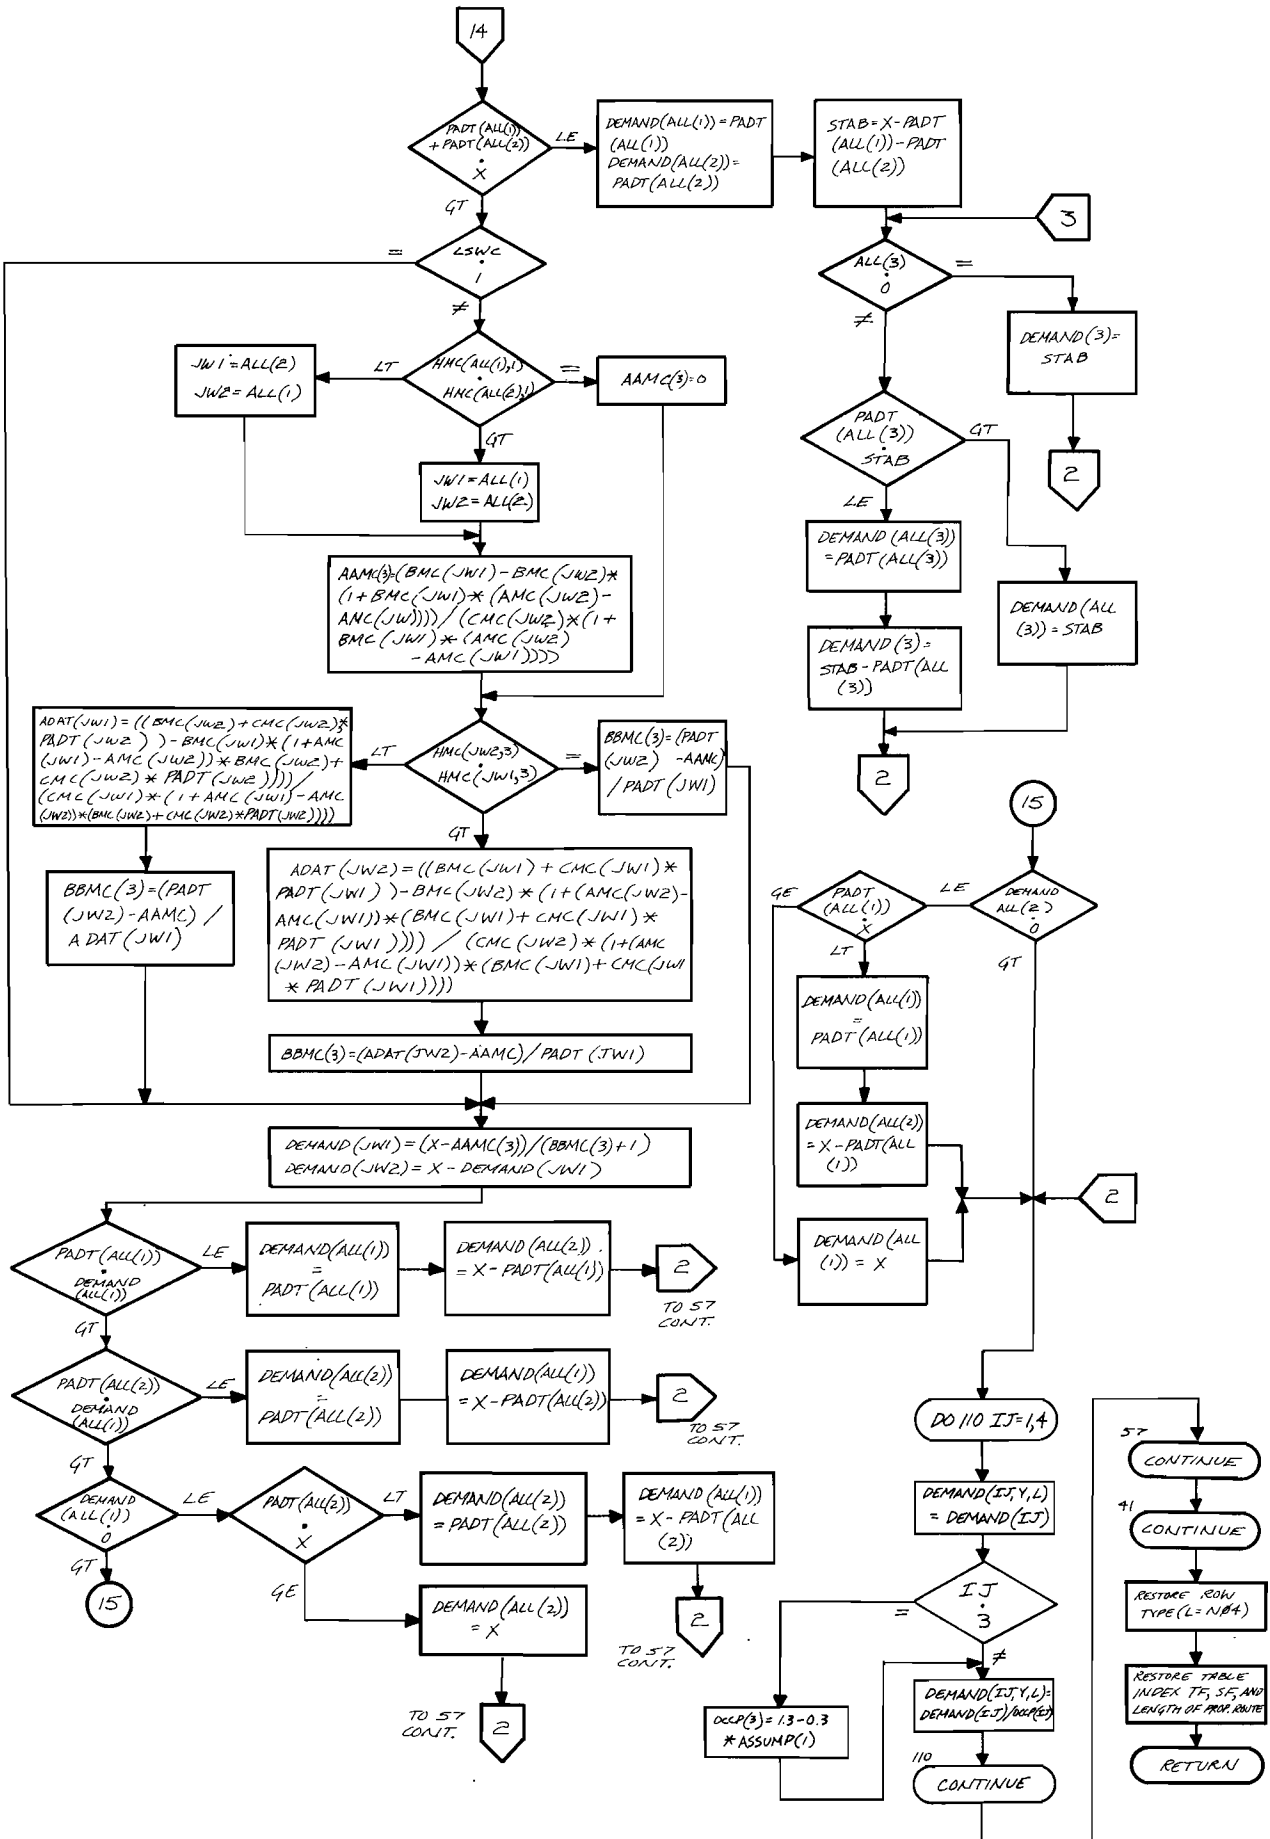 14
PADT(ALL(1))
+ PADT(ALL(2))
.
X
LE
GT
DEMAND(ALL(1)) = PADT
(ALL(1))
DEMAND(ALL(2)) =
PADT(ALL(2))
STAB = X - PADT
(ALL(1)) - PADT
(ALL(2))
3
LSWC
.
1
=
≠
ALL(3)
.
0
=
≠
DEMAND(3) =
STAB
2
HMC(ALL(1),1)
.
HMC(ALL(2),1)
LT
=
GT
JW1 = ALL(2)
JW2 = ALL(1)
AAMC(3)=0
JW1 = ALL(1)
JW2 = ALL(2)
PADT
(ALL(3))
.
STAB
GT
LE
DEMAND (ALL(3))
= PADT (ALL(3))
DEMAND(3) =
STAB - PADT(ALL
(3))
DEMAND(ALL
(3)) = STAB
2
AAMC(3)=(BMC(JW1) - BMC(JW2)*
(1+BMC(JW1)* (AMC(JW2)-
AMC(JW))))/(CMC(JW2)*(1+
BMC(JW1)* (AMC(JW2)
-AMC(JW1))))
HMC(JW2,3)
.
HMC(JW1,3)
LT
=
GT
ADAT(JW1) = ((BMC(JW2)+CMC(JW2)*
PADT(JW2) ) - BMC(JW1)* (1+AMC
(JW1)-AMC(JW2))* BMC(JW2)+
CMC(JW2) * PADT(JW2))))/
(CMC(JW1)*(1+AMC(JW1)-AMC
(JW2))*(BMC(JW2)+CMC(JW2)*PADT(JW2))))
BBMC(3)=(PADT
(JW2) -AAMC)
/ PADT(JW1)
BBMC(3)=(PADT
(JW2)-AAMC) /
ADAT(JW1)
ADAT(JW2) = ((BMC(JW1) + CMC(JW1)*
PADT(JW1) )-BMC(JW2) * (1+(AMC(JW2)-
AMC(JW1))*(BMC(JW1)+ CMC(JW1)*
PADT (JW1)))) / (CMC(JW2) * (1+(AMC
(JW2)-AMC(JW1))*(BMC(JW1)+CMC(JW1
* PADT(JW1))))
BBMC(3)=(ADAT(JW2)-AAMC)/PADT (JW1)
DEMAND(JW1) = (X-AAMC(3))/(BBMC(3)+1)
DEMAND(JW2) = X - DEMAND(JW1)
15
DEMAND
ALL(2)
.
0
LE
GT
PADT
(ALL(1))
.
X
GE
LT
DEMAND(ALL(1))
=
PADT(ALL(1))
DEMAND(ALL(2))
= X-PADT(ALL
(1))
DEMAND(ALL
(1)) = X
2
PADT(ALL(1))
.
DEMAND
(ALL(1))
LE
GT
DEMAND(ALL(1))
=
PADT(ALL(1))
DEMAND(ALL(2))
= X-PADT(ALL(1))
2
TO 57
CONT.
PADT(ALL(2))
.
DEMAND
(ALL(1))
LE
GT
DEMAND(ALL(2))
=
PADT(ALL(2))
DEMAND(ALL(1))
= X-PADT(ALL(2))
2
TO 57
CONT.
DEMAND
(ALL(1))
.
0
LE
GT
15
PADT(ALL(2))
.
X
LT
GE
DEMAND(ALL(2))
= PADT(ALL(2))
DEMAND(ALL(1))
= X - PADT(ALL
(2))
2
TO 57
CONT.
DEMAND(ALL(2))
= X
2
TO 57
CONT.
DO 110 IJ=1,4
DEMAND(IJ,Y,L)
= DEMAND(IJ)
IJ
.
3
=
≠
OCCP(3) = 1.3-0.3
*ASSUMP(1)
DEMAND(IJ,Y,L)=
DEMAND(IJ)/OCCP(IJ)
110
CONTINUE
57
CONTINUE
41
CONTINUE
RESTORE ROW
TYPE (L= NØ4)
RESTORE TABLE
INDEX TF, SF, AND
LENGTH OF PROP. ROUTE
RETURN